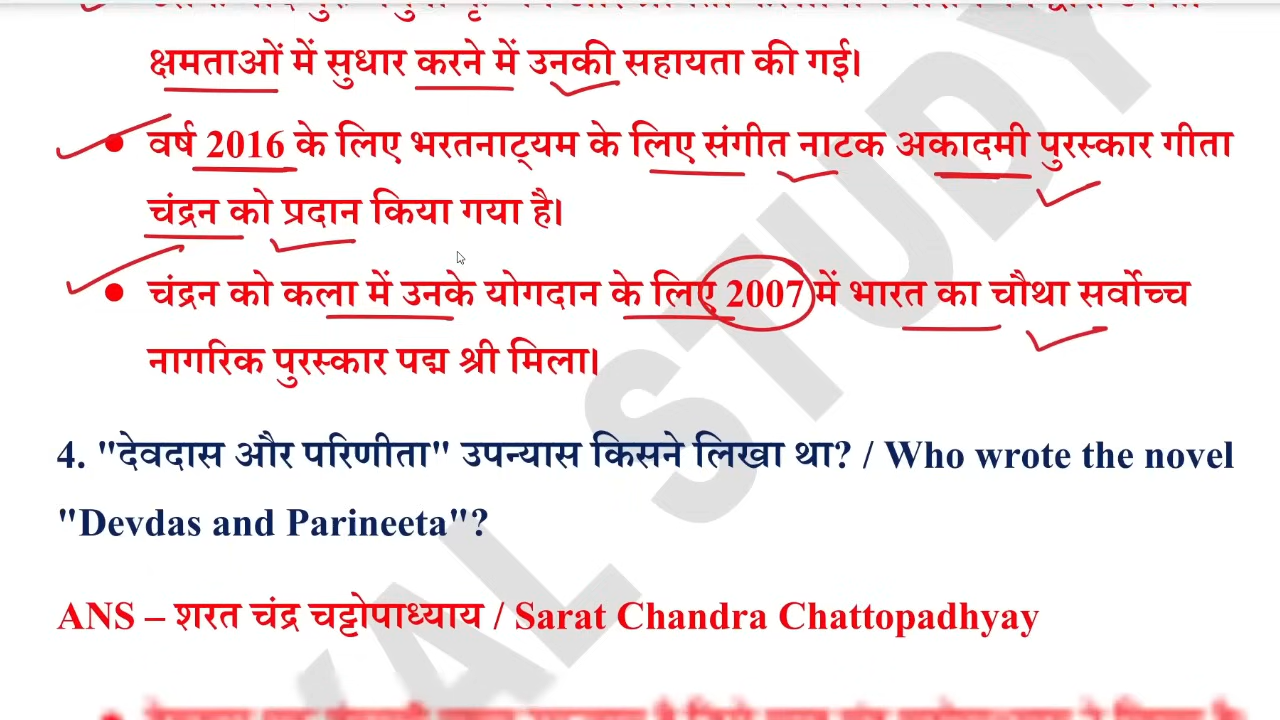 क्षमताओं में सुधार करने में उनकी सहायता की गई।
• वर्ष 2016 के लिए भरतनाट्यम के लिए संगीत नाटक अकादमी पुरस्कार गीता
चंद्रन को प्रदान किया गया है।
• चंद्रन को कला में उनके योगदान के लिए 2007 में भारत का चौथा सर्वोच्च
नागरिक पुरस्कार पद्म श्री मिला।
4. "देवदास और परिणीता" उपन्यास किसने लिखा था? / Who wrote the novel
"Devdas and Parineeta"?
ANS – शरत चंद्र चट्टोपाध्याय / Sarat Chandra Chattopadhyay
AL STUDY